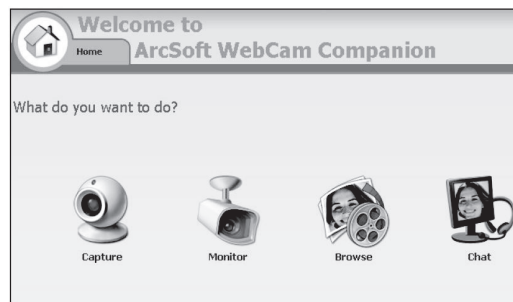 Welcome to
Home
ArcSoft WebCam Companion
What do you want to do?
Capture Monitor Browse Chat